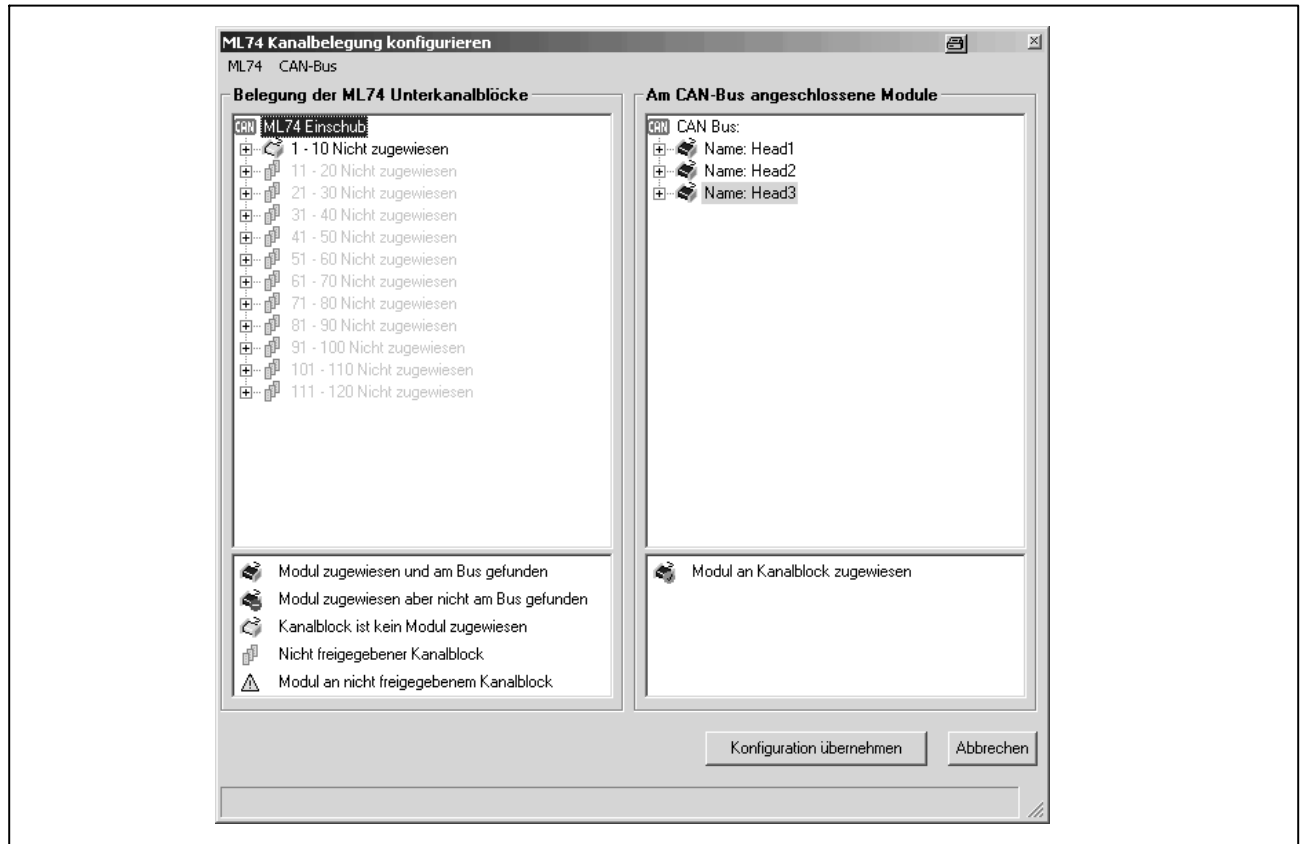 ML74 Kanalbelegung konfigurieren
ML74 CAN-Bus
Belegung der ML74 Unterkanalblöcke
CAN ML74 Einschub
1 - 10 Nicht zugewiesen
11 - 20 Nicht zugewiesen
21 - 30 Nicht zugewiesen
31 - 40 Nicht zugewiesen
41 - 50 Nicht zugewiesen
51 - 60 Nicht zugewiesen
61 - 70 Nicht zugewiesen
71 - 80 Nicht zugewiesen
81 - 90 Nicht zugewiesen
91 - 100 Nicht zugewiesen
101 - 110 Nicht zugewiesen
111 - 120 Nicht zugewiesen
Modul zugewiesen und am Bus gefunden
Modul zugewiesen aber nicht am Bus gefunden
Kanalblock ist kein Modul zugewiesen
Nicht freigegebener Kanalblock
Modul an nicht freigegebenem Kanalblock
Am CAN-Bus angeschlossene Module
CAN CAN Bus:
Name: Head1
Name: Head2
Name: Head3
Modul an Kanalblock zugewiesen
Konfiguration übernehmen
Abbrechen